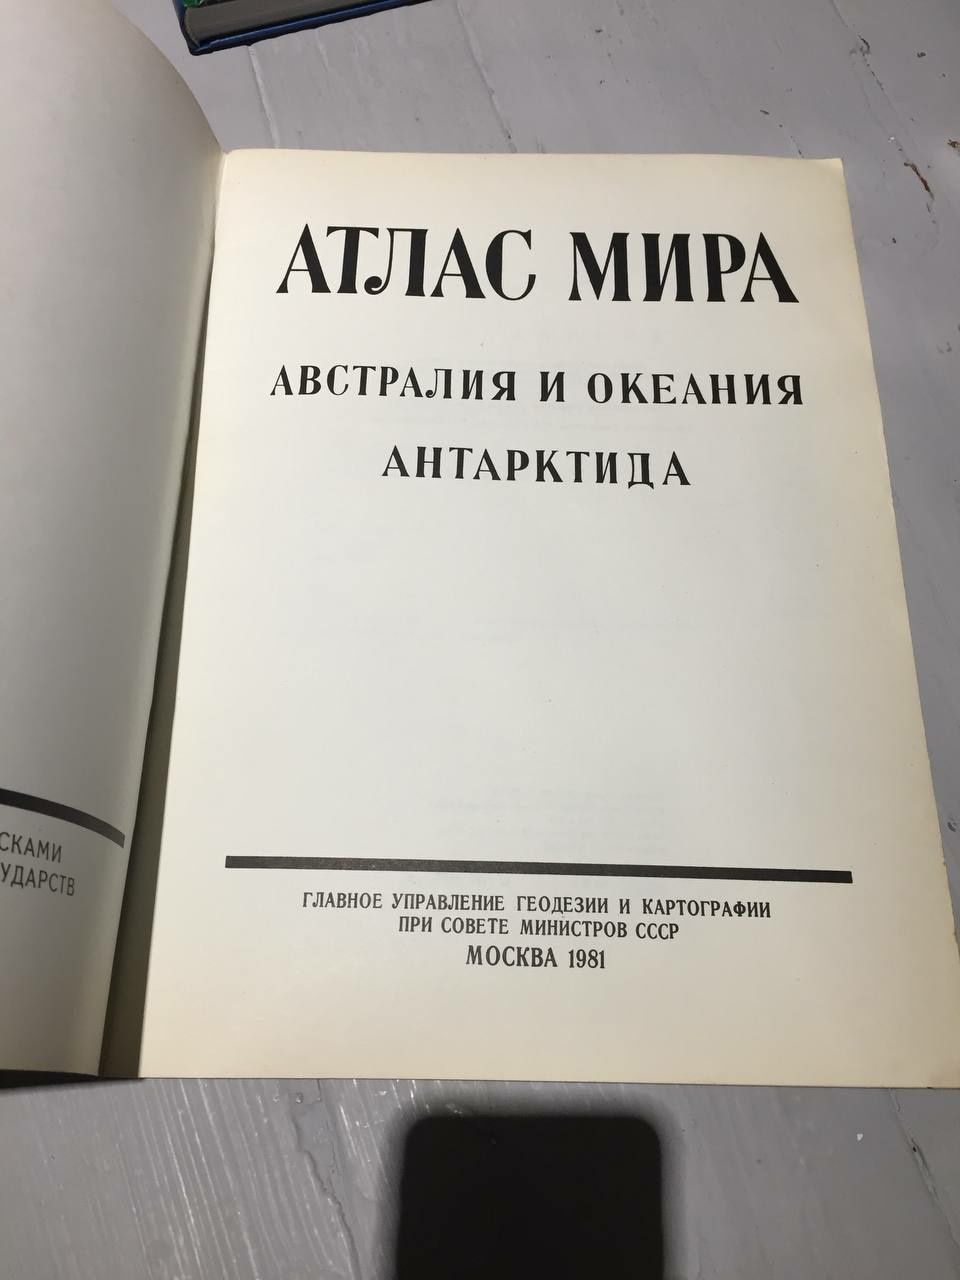 АТЛАС МИРА
АВСТРАЛИЯ И ОКЕАНИЯ
АНТАРКТИДА
ГЛАВНОЕ УПРАВЛЕНИЕ ГЕОДЕЗИИ И КАРТОГРАФИИ
ПРИ СОВЕТЕ МИНИСТРОВ СССР
МОСКВА 1981